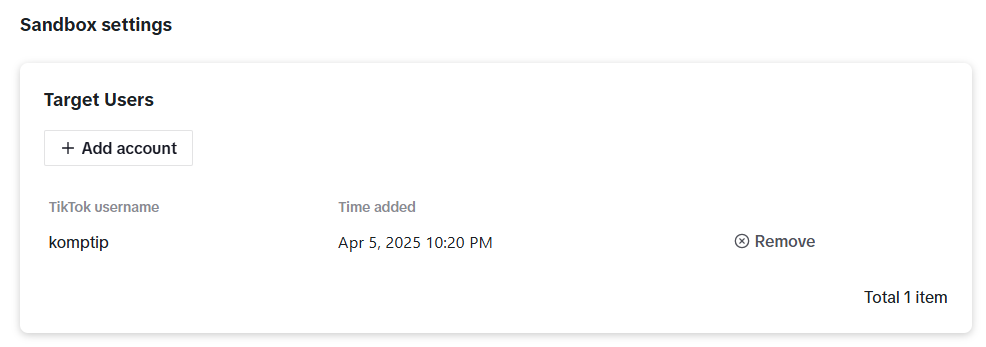 Sandbox settings
Target Users
+ Add account
TikTok username Time added
komptip Apr 5, 2025 10:20 PM Remove
Total 1 item